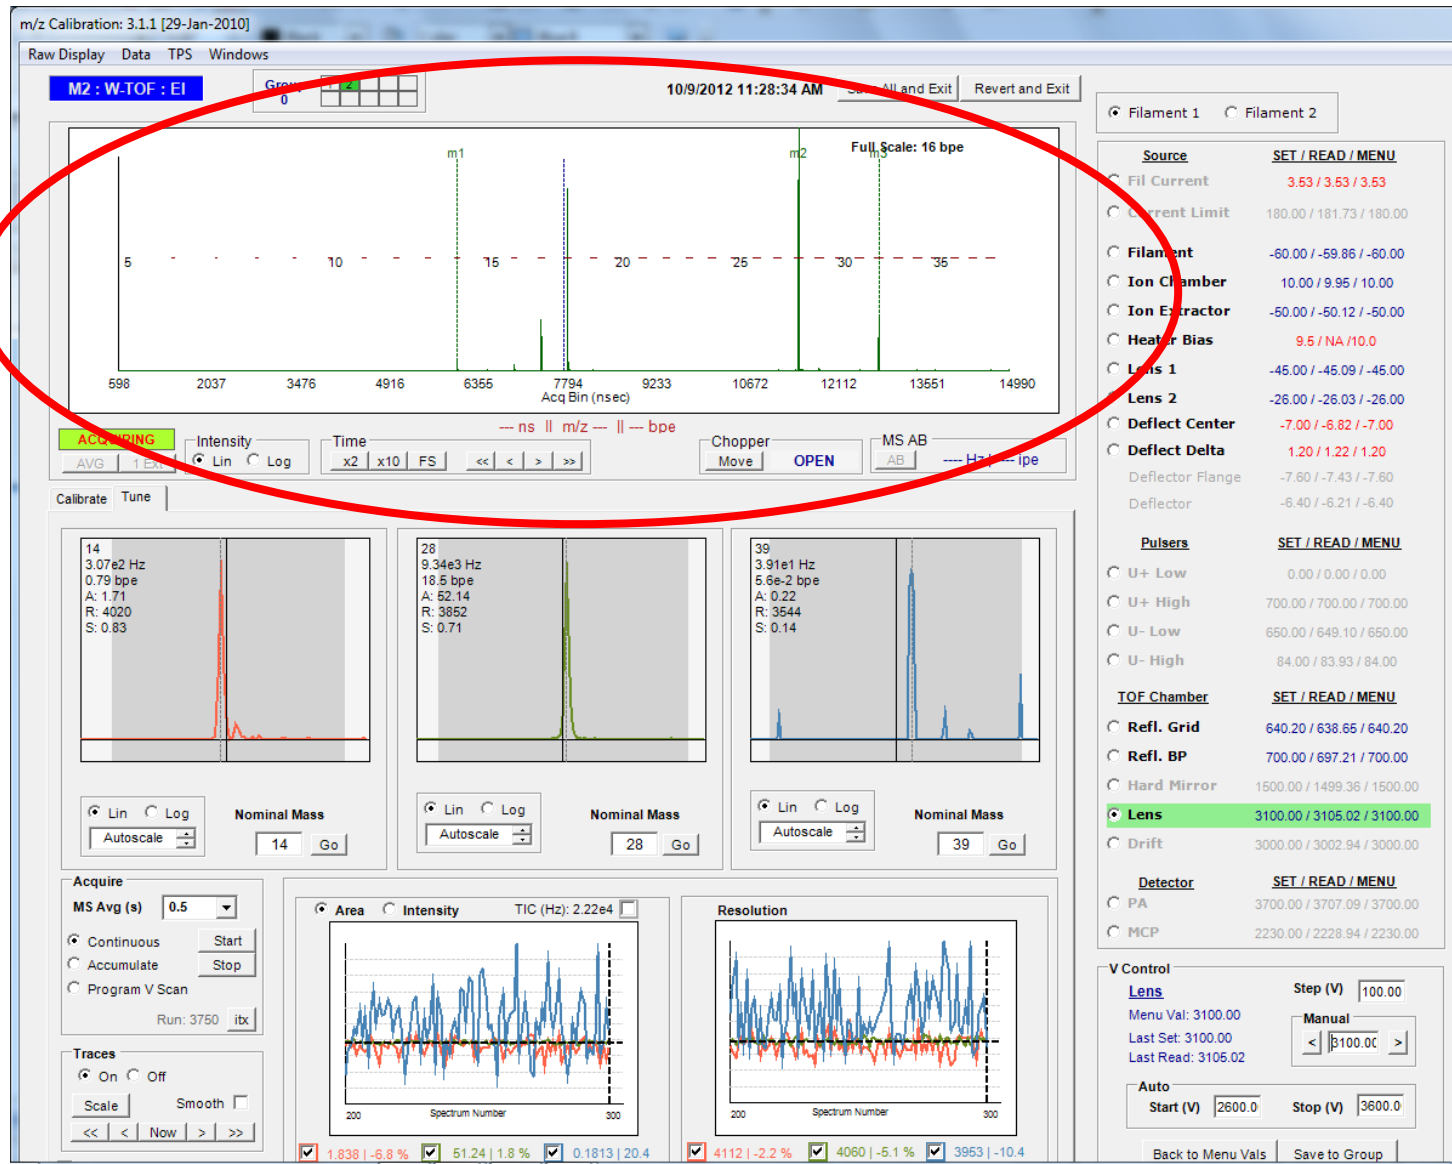 m/z Calibration: 3.1.1 [29-Jan-2010]
Raw Display Data TPS Windows
M2 : W-TOF : EI
0
2
10/9/2012 11:28:34 AM
All and Exit
Revert and Exit
Filament 1 Filament 2
m1 m2 m3
Full Scale: 16 bpe
5 10 15 20 25 30 35
598 2037 3476 4916 6355 7794 9233 10672 12112 13551 14990
Acq Bin (nsec)
--- ns || m/z --- || --- bpe
ACQUIRING
AVG 1 Ext
Intensity
Lin Log
Time
x2 x10 FS << < > >>
Chopper
Move OPEN
MS AB
AB ---- Hz / ---- ipe
Calibrate Tune
14
3.07e2 Hz
0.79 bpe
A: 1.71
R: 4020
S: 0.83
28
9.34e3 Hz
18.5 bpe
A: 52.14
R: 3852
S: 0.71
39
3.91e1 Hz
5.6e-2 bpe
A: 0.22
R: 3544
S: 0.14
Lin Log
Autoscale
Nominal Mass
14 Go
Lin Log
Autoscale
Nominal Mass
28 Go
Lin Log
Autoscale
Nominal Mass
39 Go
Acquire
MS Avg (s) 0.5
Continuous Start
Accumulate Stop
Program V Scan
Run: 3750 itx
Traces
On Off
Scale Smooth
<< < Now > >>
Area Intensity TIC (Hz): 2.22e4
200 Spectrum Number 300
1.838 | -6.8 % 51.24 | 1.8 % 0.1813 | 20.4
Resolution
200 Spectrum Number 300
4112 | -2.2 % 4060 | -5.1 % 3953 | -10.4
Source SET / READ / MENU
Fil Current 3.53 / 3.53 / 3.53
Current Limit 180.00 / 181.73 / 180.00
Filament -60.00 / -59.86 / -60.00
Ion Chamber 10.00 / 9.95 / 10.00
Ion Extractor -50.00 / -50.12 / -50.00
Heater Bias 9.5 / NA /10.0
Lens 1 -45.00 / -45.09 / -45.00
Lens 2 -26.00 / -26.03 / -26.00
Deflect Center -7.00 / -6.82 / -7.00
Deflect Delta 1.20 / 1.22 / 1.20
Deflector Flange -7.60 / -7.43 / -7.60
Deflector -6.40 / -6.21 / -6.40
Pulsers SET / READ / MENU
U+ Low 0.00 / 0.00 / 0.00
U+ High 700.00 / 700.00 / 700.00
U- Low 650.00 / 649.10 / 650.00
U- High 84.00 / 83.93 / 84.00
TOF Chamber SET / READ / MENU
Refl. Grid 640.20 / 638.65 / 640.20
Refl. BP 700.00 / 697.21 / 700.00
Hard Mirror 1500.00 / 1499.36 / 1500.00
Lens 3100.00 / 3105.02 / 3100.00
Drift 3000.00 / 3002.94 / 3000.00
Detector SET / READ / MENU
PA 3700.00 / 3707.09 / 3700.00
MCP 2230.00 / 2228.94 / 2230.00
V Control
Lens Step (V) 100.00
Menu Val: 3100.00
Last Set: 3100.00
Last Read: 3105.02
Manual
< 3100.00 >
Auto
Start (V) 2600.0 Stop (V) 3600.0
Back to Menu Vals Save to Group